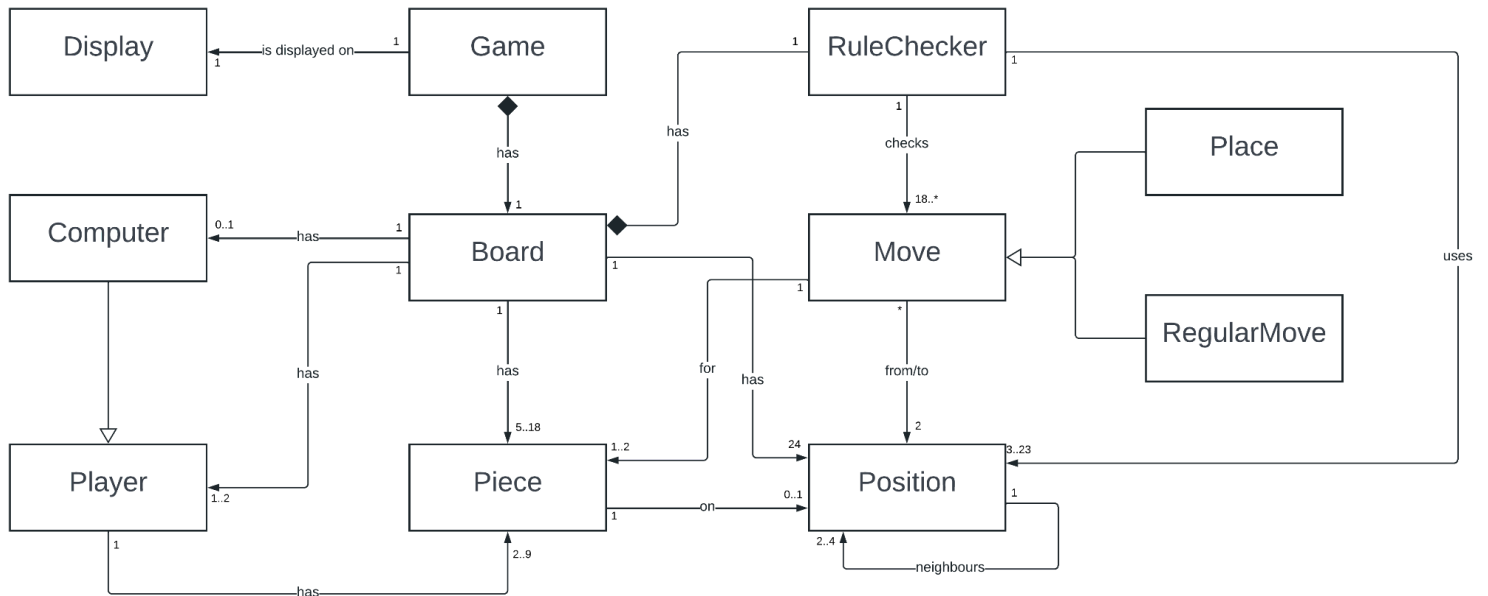 Display
1
is displayed on
1
Game
1
RuleChecker
1
has
has
1
checks
Place
1
18..*
Computer
0..1
has
1
Board
1
1
Move
1
uses
1
1
*
RegularMove
has
has
for
has
from/to
5..18
1..2
24
2
3..23
Player
1..2
Piece
1
on
0..1
Position
1
1
2..9
2..4
neighbours
has